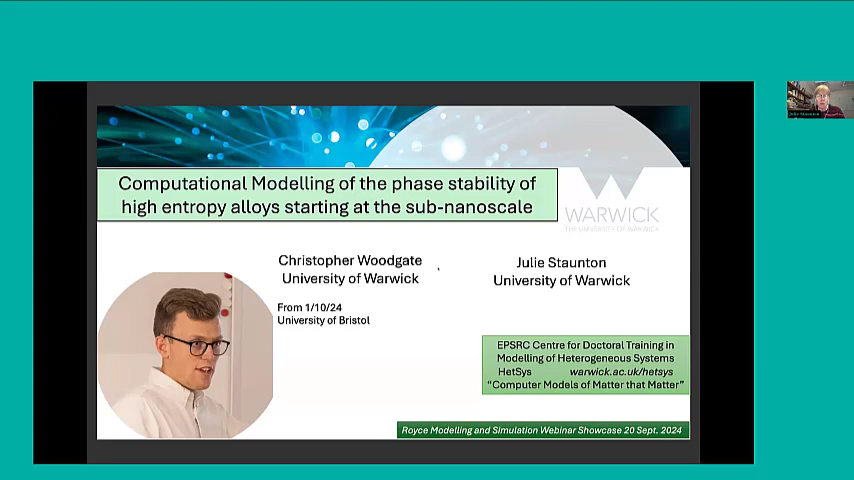 Computational Modelling of the phase stability of
high entropy alloys starting at the sub-nanoscale
WARWICK
THE UNIVERSITY OF WARWICK
Christopher Woodgate
University of Warwick
From 1/10/24
University of Bristol
Julie Staunton
University of Warwick
EPSRC Centre for Doctoral Training in
Modelling of Heterogeneous Systems
HetSys warwick.ac.uk/hetsys
“Computer Models of Matter that Matter”
Royce Modelling and Simulation Webinar Showcase 20 Sept. 2024
Julie Staunton